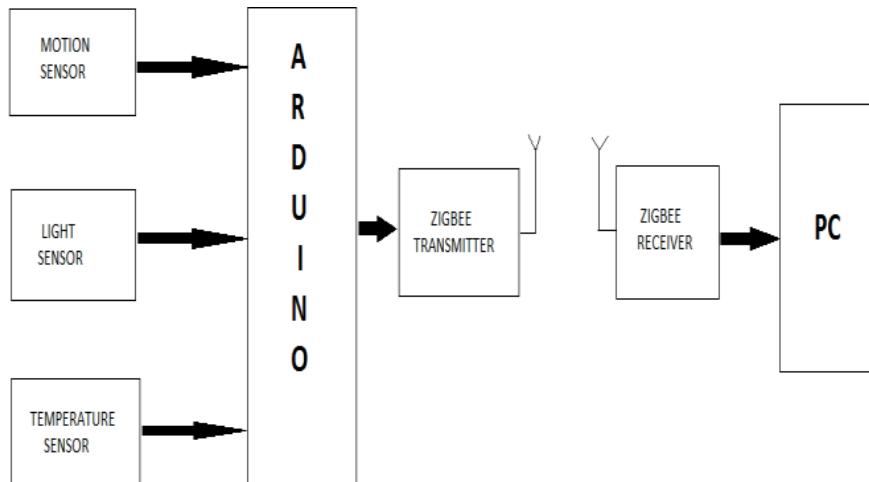 MOTION
SENSOR
LIGHT
SENSOR
TEMPERATURE
SENSOR
A
R
D
U
I
N
O
ZIGBEE
TRANSMITTER
ZIGBEE
RECEIVER
PC